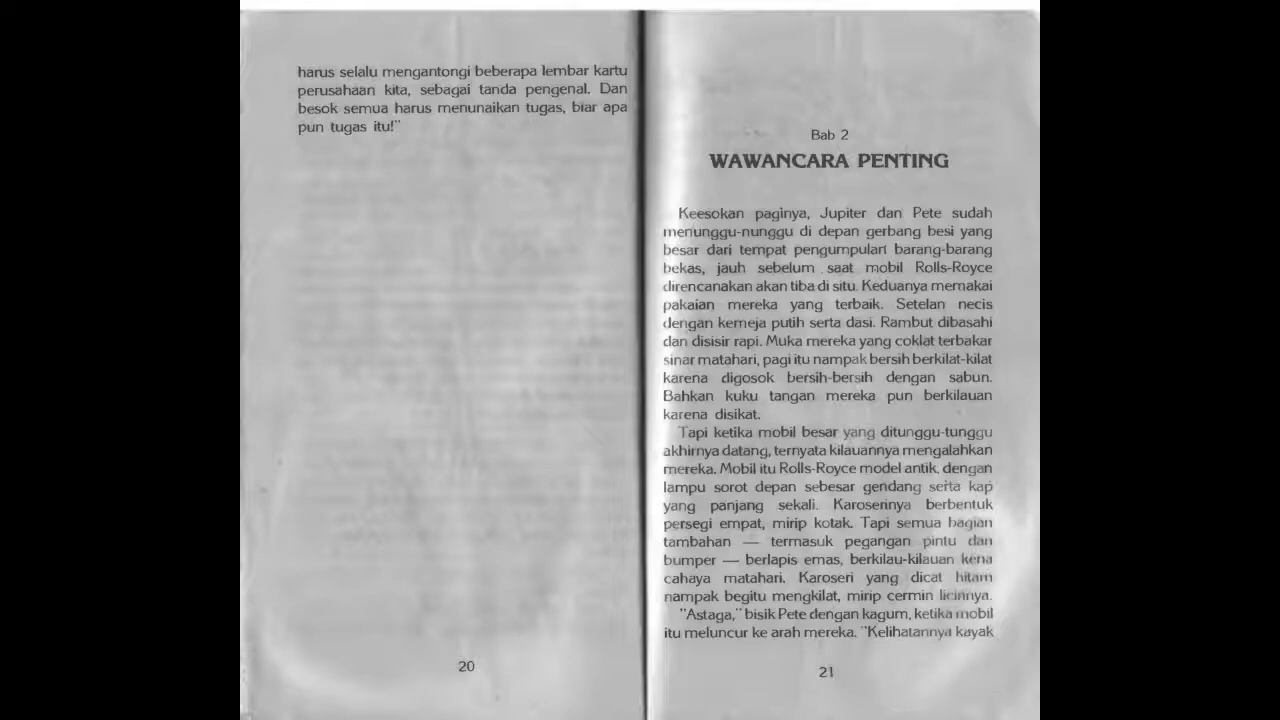 harus selalu mengantongi beberapa lembar kartu
perusahaan kita, sebagai tanda pengenal. Dan
besok semua harus menunaikan tugas, biar apa
pun tugas itu!"
20
Bab 2
WAWANCARA PENTING
Keesokan paginya, Jupiter dan Pete sudah
menunggu-nunggu di depan gerbang besi yang
besar dari tempat pengumpulan barang-barang
bekas, jauh sebelum saat mobil Rolls-Royce
direncanakan akan tiba di situ. Keduanya memakai
pakaian mereka yang terbaik. Setelan necis
dengan kemeja putih serta dasi. Rambut dibasahi
dan disisir rapi. Muka mereka yang coklat terbakar
sinar matahari, pagi itu nampak bersih berkilat-kilat
karena digosok bersih-bersih dengan sabun.
Bahkan kuku tangan mereka pun berkilauan
karena disikat.
Tapi ketika mobil besar yang ditunggu-tunggu
akhirnya datang, ternyata kilauannya mengalahkan
mereka. Mobil itu Rolls-Royce model antik, dengan
lampu sorot depan sebesar gendang serta kap
yang panjang sekali. Karoserinya berbentuk
persegi empat, mirip kotak. Tapi semua bagian
tambahan — termasuk pegangan pintu dan
bumper — berlapis emas, berkilau-kilauan kena
cahaya matahari. Karoseri yang dicat hitam
nampak begitu mengkilat, mirip cermin licinnya.
"Astaga," bisik Pete dengan kagum, ketika mobil
itu meluncur ke arah mereka. "Kelihatannya kayak
21